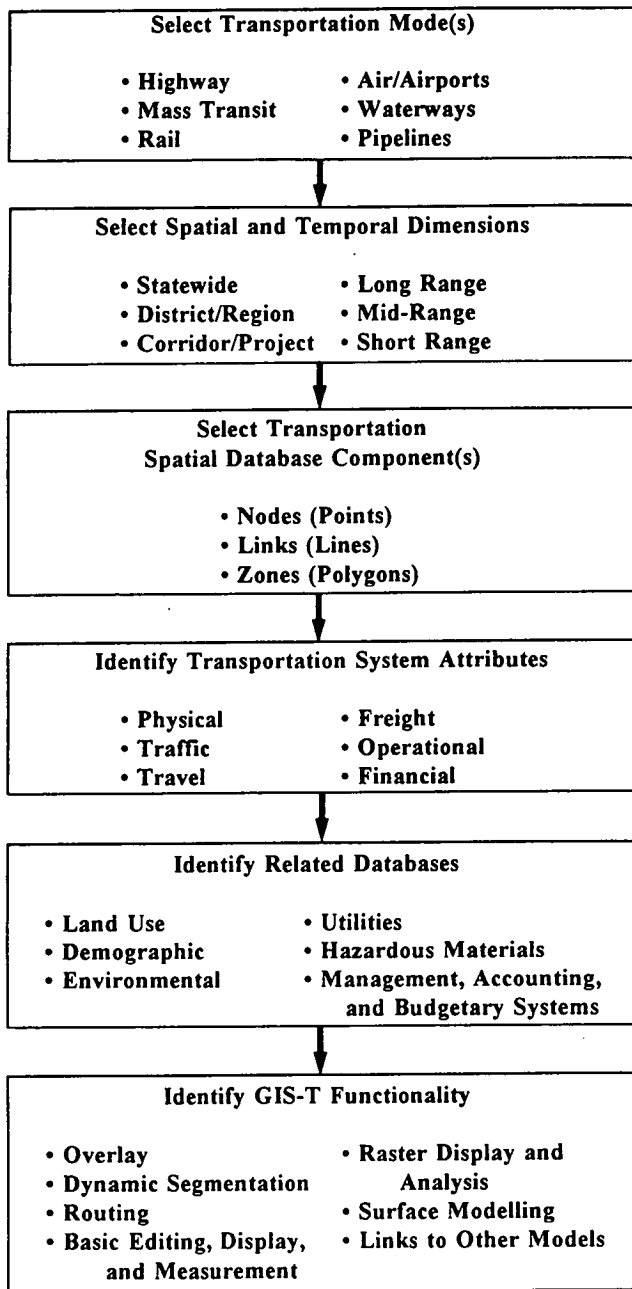 Select Transportation Mode(s)
• Highway
• Mass Transit
• Rail
• Air/Airports
• Waterways
• Pipelines
Select Spatial and Temporal Dimensions
• Statewide
• District/Region
• Corridor/Project
• Long Range
• Mid-Range
• Short Range
Select Transportation
Spatial Database Component(s)
• Nodes (Points)
• Links (Lines)
• Zones (Polygons)
Identify Transportation System Attributes
• Physical
• Traffic
• Travel
• Freight
• Operational
• Financial
Identify Related Databases
• Land Use
• Demographic
• Environmental
• Utilities
• Hazardous Materials
• Management, Accounting,
and Budgetary Systems
Identify GIS-T Functionality
• Overlay
• Dynamic Segmentation
• Routing
• Basic Editing, Display,
and Measurement
• Raster Display and
Analysis
• Surface Modelling
• Links to Other Models